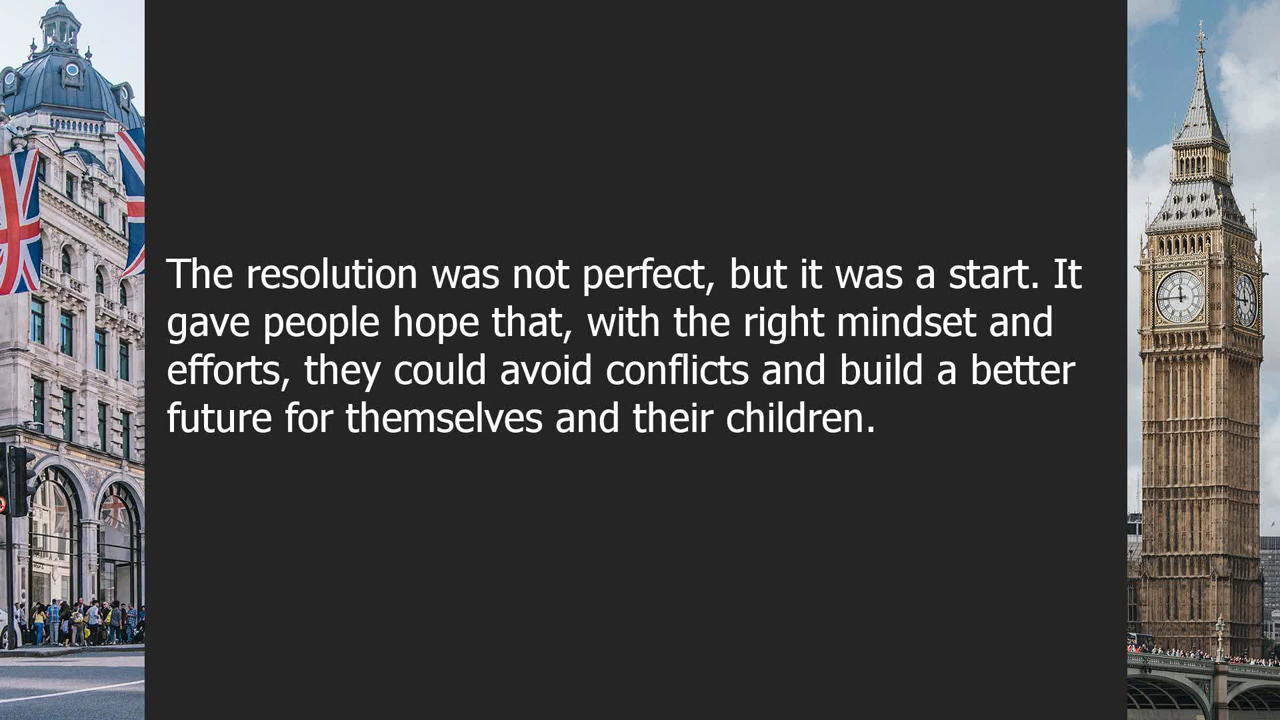 The resolution was not perfect, but it was a start. It
gave people hope that, with the right mindset and
efforts, they could avoid conflicts and build a better
future for themselves and their children.